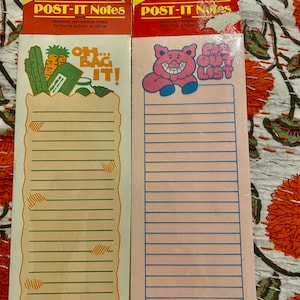 POST-IT Notes
OH...
BAG
IT!
POST-IT Notes
PIG
OUT
LIST